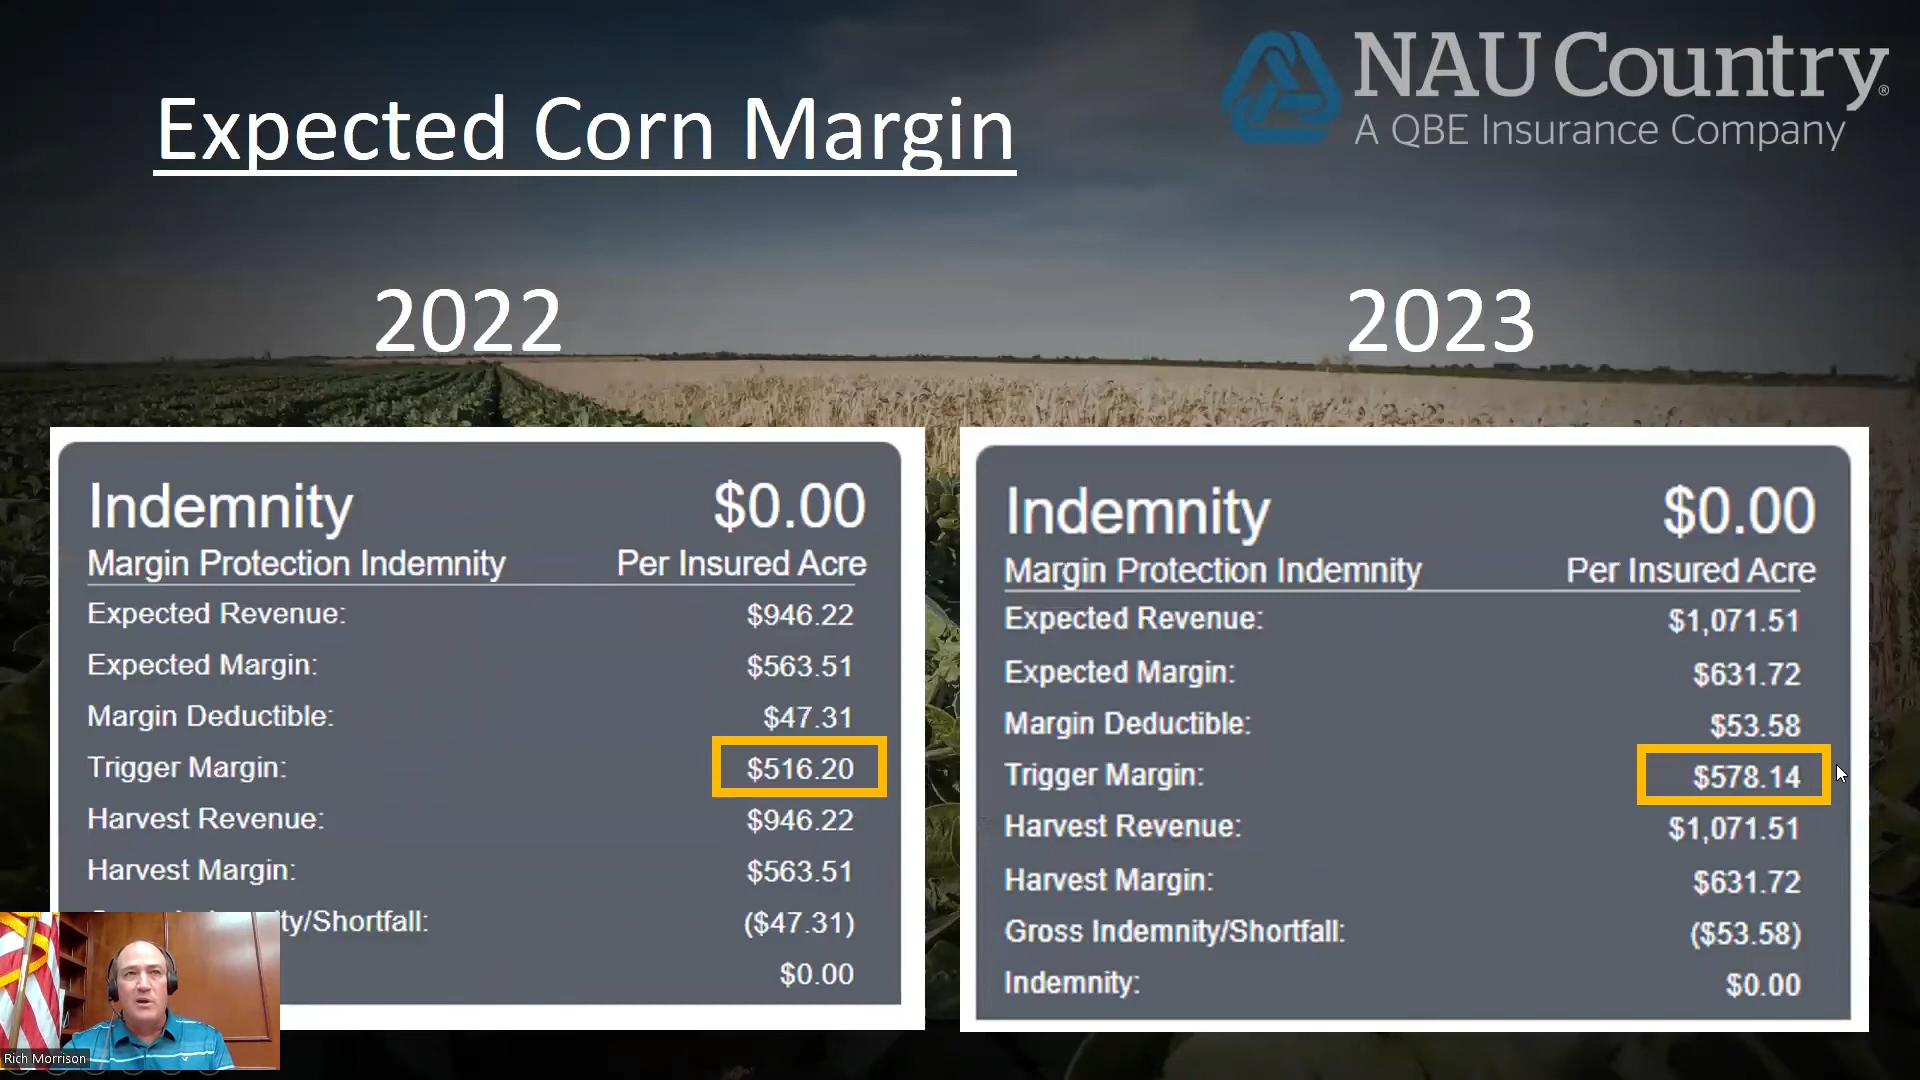 NAU Country®
A QBE Insurance Company
Expected Corn Margin
2022
2023
Indemnity $0.00
Margin Protection Indemnity Per Insured Acre
Expected Revenue: $946.22
Expected Margin: $563.51
Margin Deductible: $47.31
Trigger Margin: $516.20
Harvest Revenue: $946.22
Harvest Margin: $563.51
ty/Shortfall: ($47.31)
$0.00
Indemnity $0.00
Margin Protection Indemnity Per Insured Acre
Expected Revenue: $1,071.51
Expected Margin: $631.72
Margin Deductible: $53.58
Trigger Margin: $578.14
Harvest Revenue: $1,071.51
Harvest Margin: $631.72
Gross Indemnity/Shortfall: ($53.58)
Indemnity: $0.00
Rich Morrison